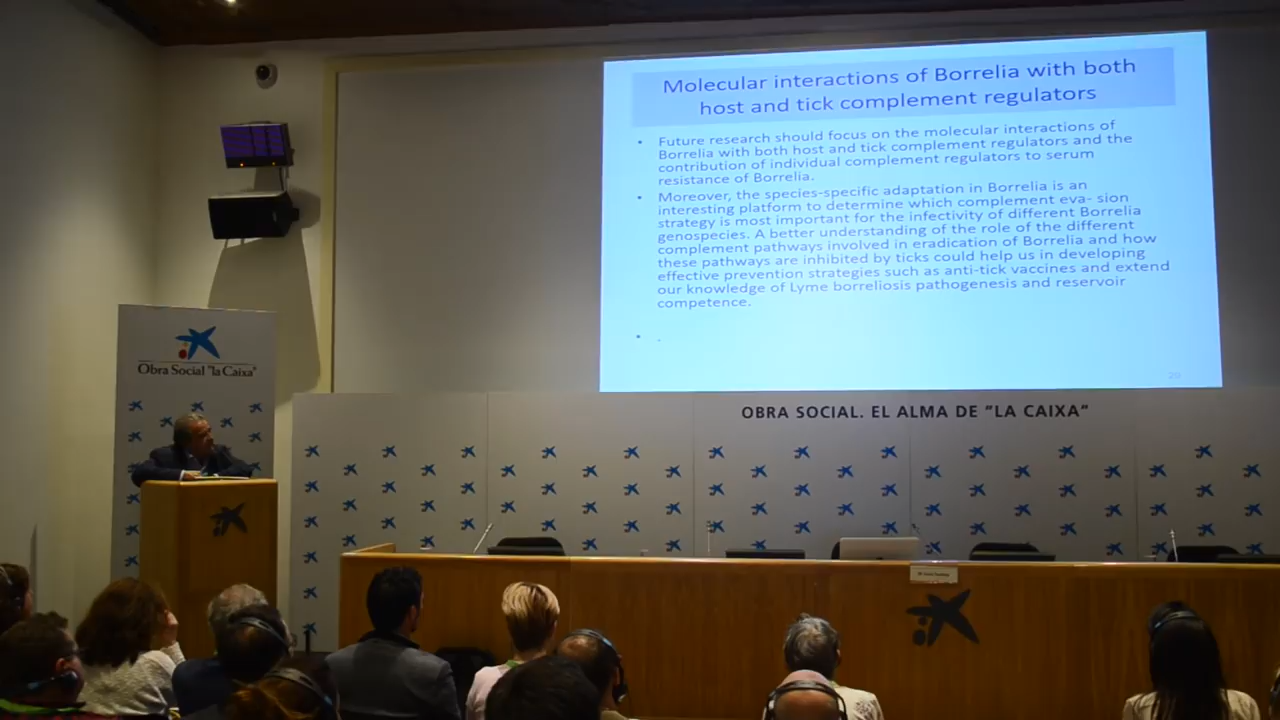 Molecular interactions of Borrelia with both
host and tick complement regulators
• Future research should focus on the molecular interactions of
Borrelia with both host and tick complement regulators and the
contribution of individual complement regulators to serum
resistance of Borrelia.
• Moreover, the species-specific adaptation in Borrelia is an
interesting platform to determine which complement eva- sion
strategy is most important for the infectivity of different Borrelia
genospecies. A better understanding of the role of the different
complement pathways involved in eradication of Borrelia and how
these pathways are inhibited by ticks could help us in developing
effective prevention strategies such as anti-tick vaccines and extend
our knowledge of Lyme borreliosis pathogenesis and reservoir
competence.
• .
Obra Social "la Caixa"
OBRA SOCIAL. EL ALMA DE "LA CAIXA"